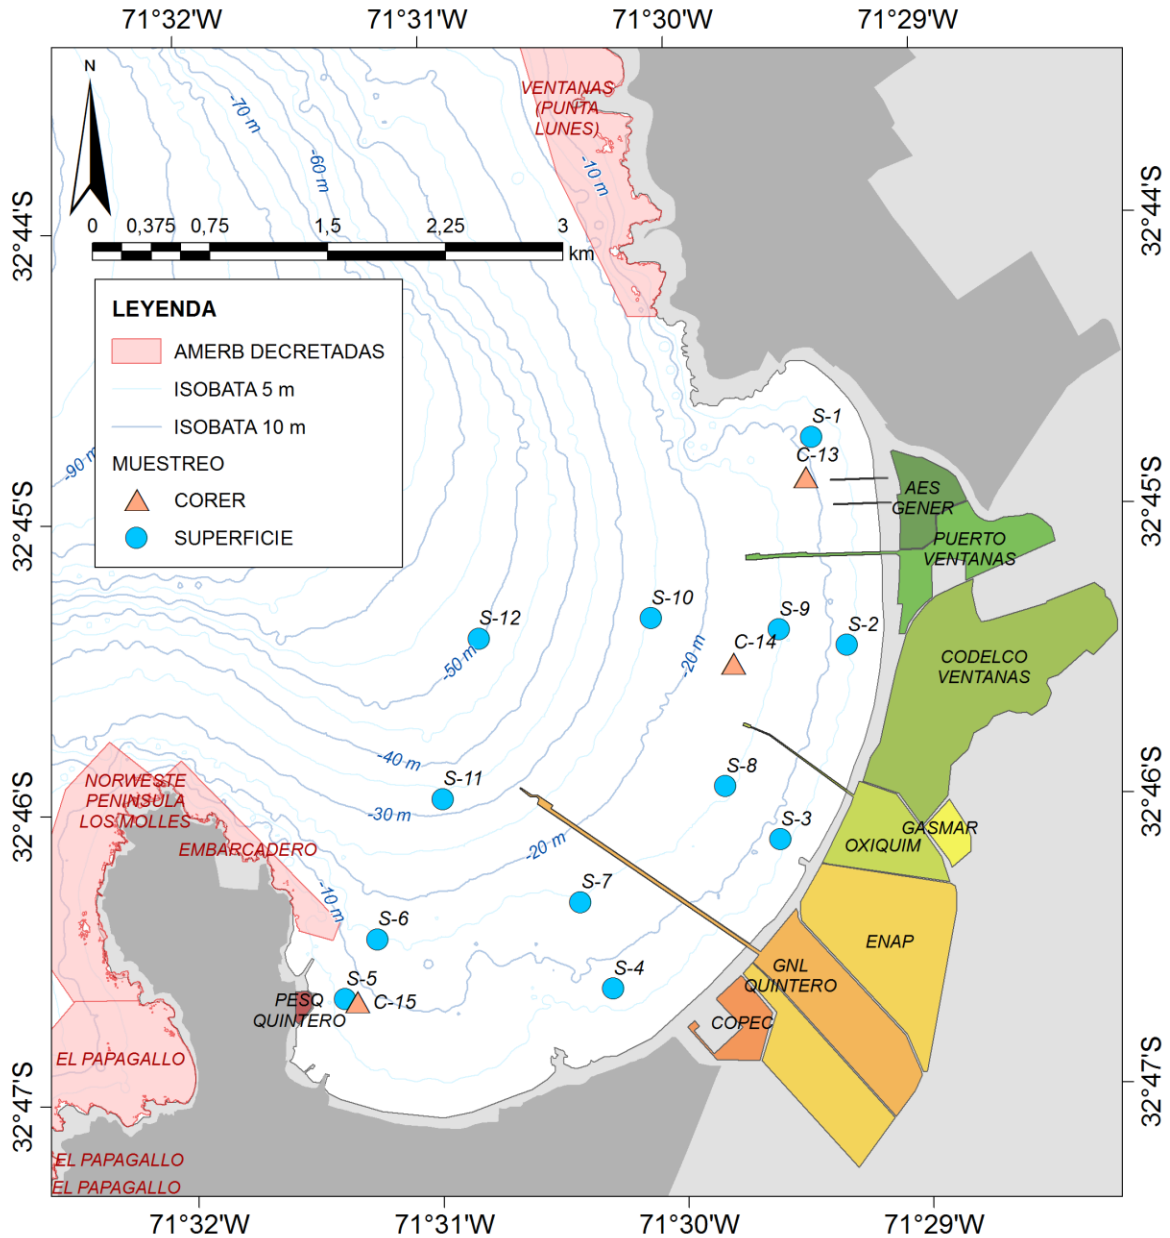 71°32'W 71°31'W 71°30'W 71°29'W
N
-70 m
-60 m
VENTANAS
(PUNTA
LUNES)
-10 m
32°44'S
32°44'S
0 0,375 0,75 1,5 2,25 3
km
LEYENDA
AMERB DECRETADAS
ISOBATA 5 m
ISOBATA 10 m
MUESTREO
CORER
SUPERFICIE
-90 m
S-1
C-13
32°45'S
32°45'S
AES
GENER
PUERTO
VENTANAS
S-10
S-12
S-9
S-2
C-14
-20 m
-50 m
CODELCO
VENTANAS
-40 m
S-11
S-8
-30 m
32°46'S
32°46'S
NORWESTE
PENINSULA
LOS MOLLES
EMBARCADERO
S-3
GASMAR
OXIQUIM
-20 m
-10 m
S-7
S-6
ENAP
GNL
QUINTERO
S-5
S-4
C-15
PESQ
QUINTERO
COPEC
EL PAPAGALLO
32°47'S
32°47'S
EL PAPAGALLO
EL PAPAGALLO
71°32'W 71°31'W 71°30'W 71°29'W